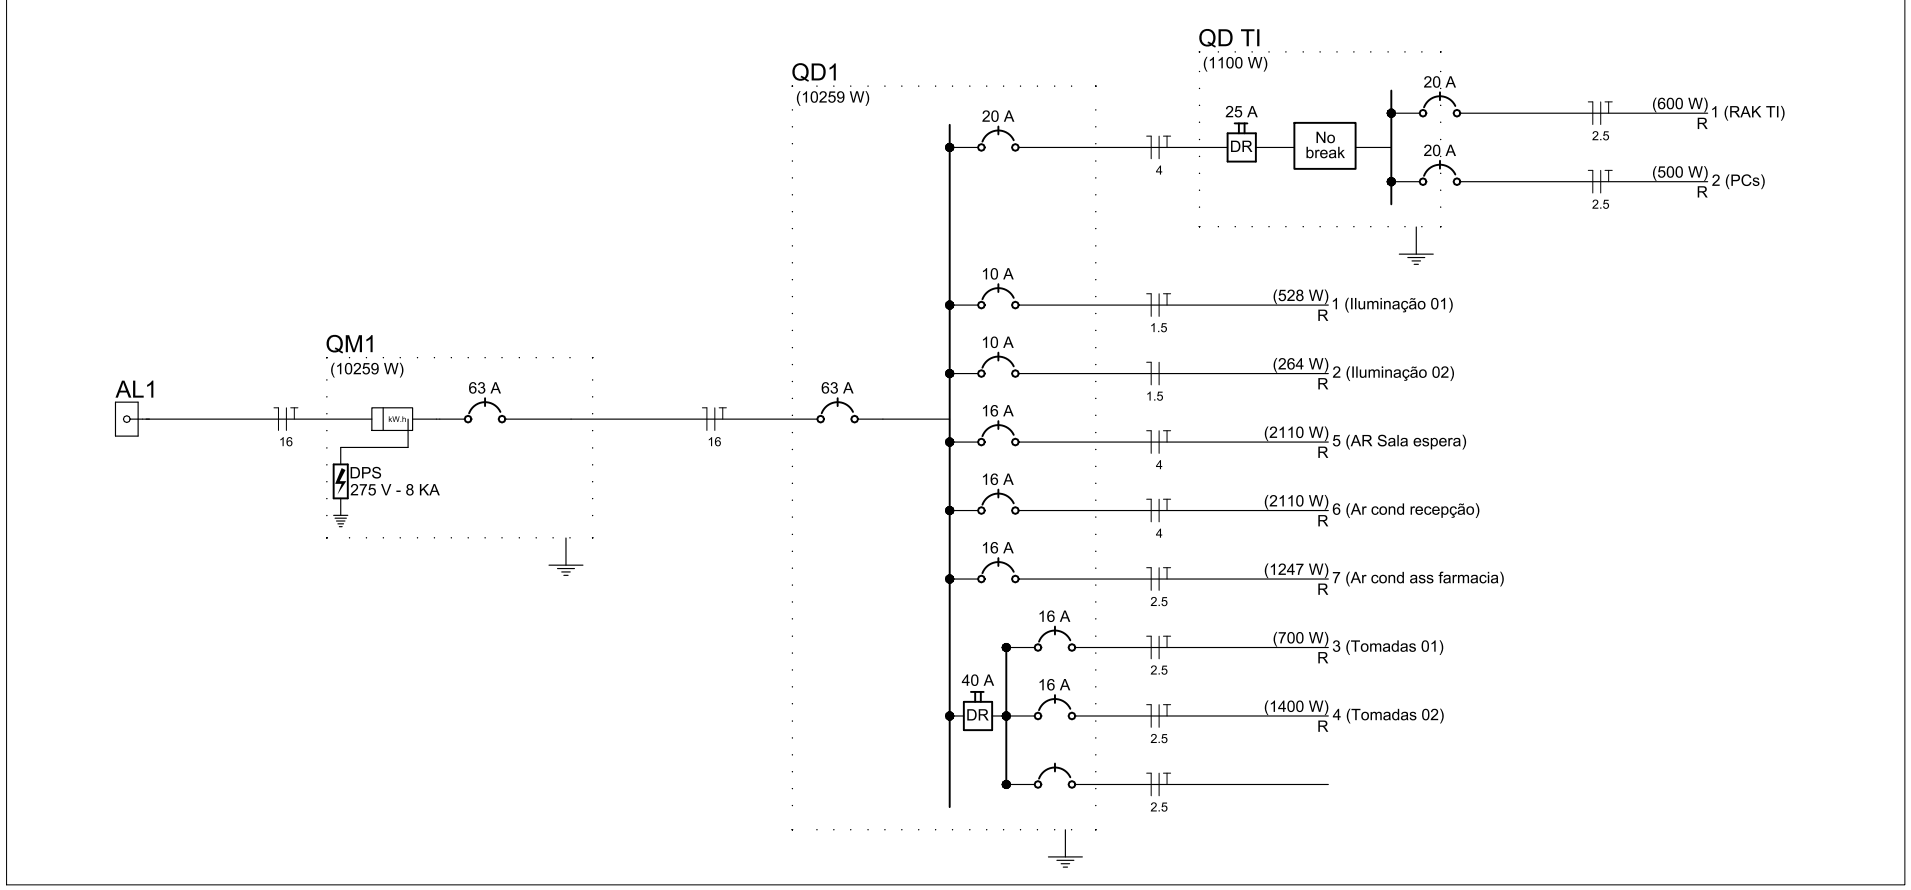 QD TI
(1100 W)
20 A
(600 W)
1 (RAK TI)
R
2.5
25 A
DR
No
break
20 A
(500 W)
2 (PCs)
R
2.5
QD1
(10259 W)
20 A
4
10 A
(528 W)
1 (Iluminação 01)
R
1.5
10 A
(264 W)
2 (Iluminação 02)
R
1.5
QM1
(10259 W)
AL1
16
kW.h
63 A
16
63 A
DPS
275 V - 8 KA
16 A
(2110 W)
5 (AR Sala espera)
R
4
16 A
(2110 W)
6 (Ar cond recepção)
R
4
16 A
(1247 W)
7 (Ar cond ass farmacia)
R
2.5
16 A
(700 W)
3 (Tomadas 01)
R
2.5
40 A
DR
16 A
(1400 W)
4 (Tomadas 02)
R
2.5
2.5